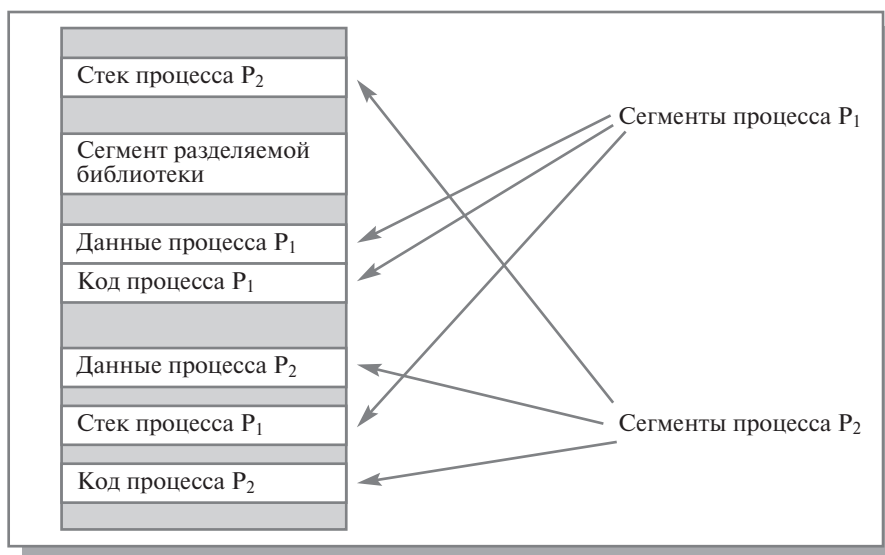 Стек процесса P2
Сегмент разделяемой
библиотеки
Данные процесса P1
Код процесса P1
Данные процесса P2
Стек процесса P1
Код процесса P2
Сегменты процесса P1
Сегменты процесса P2